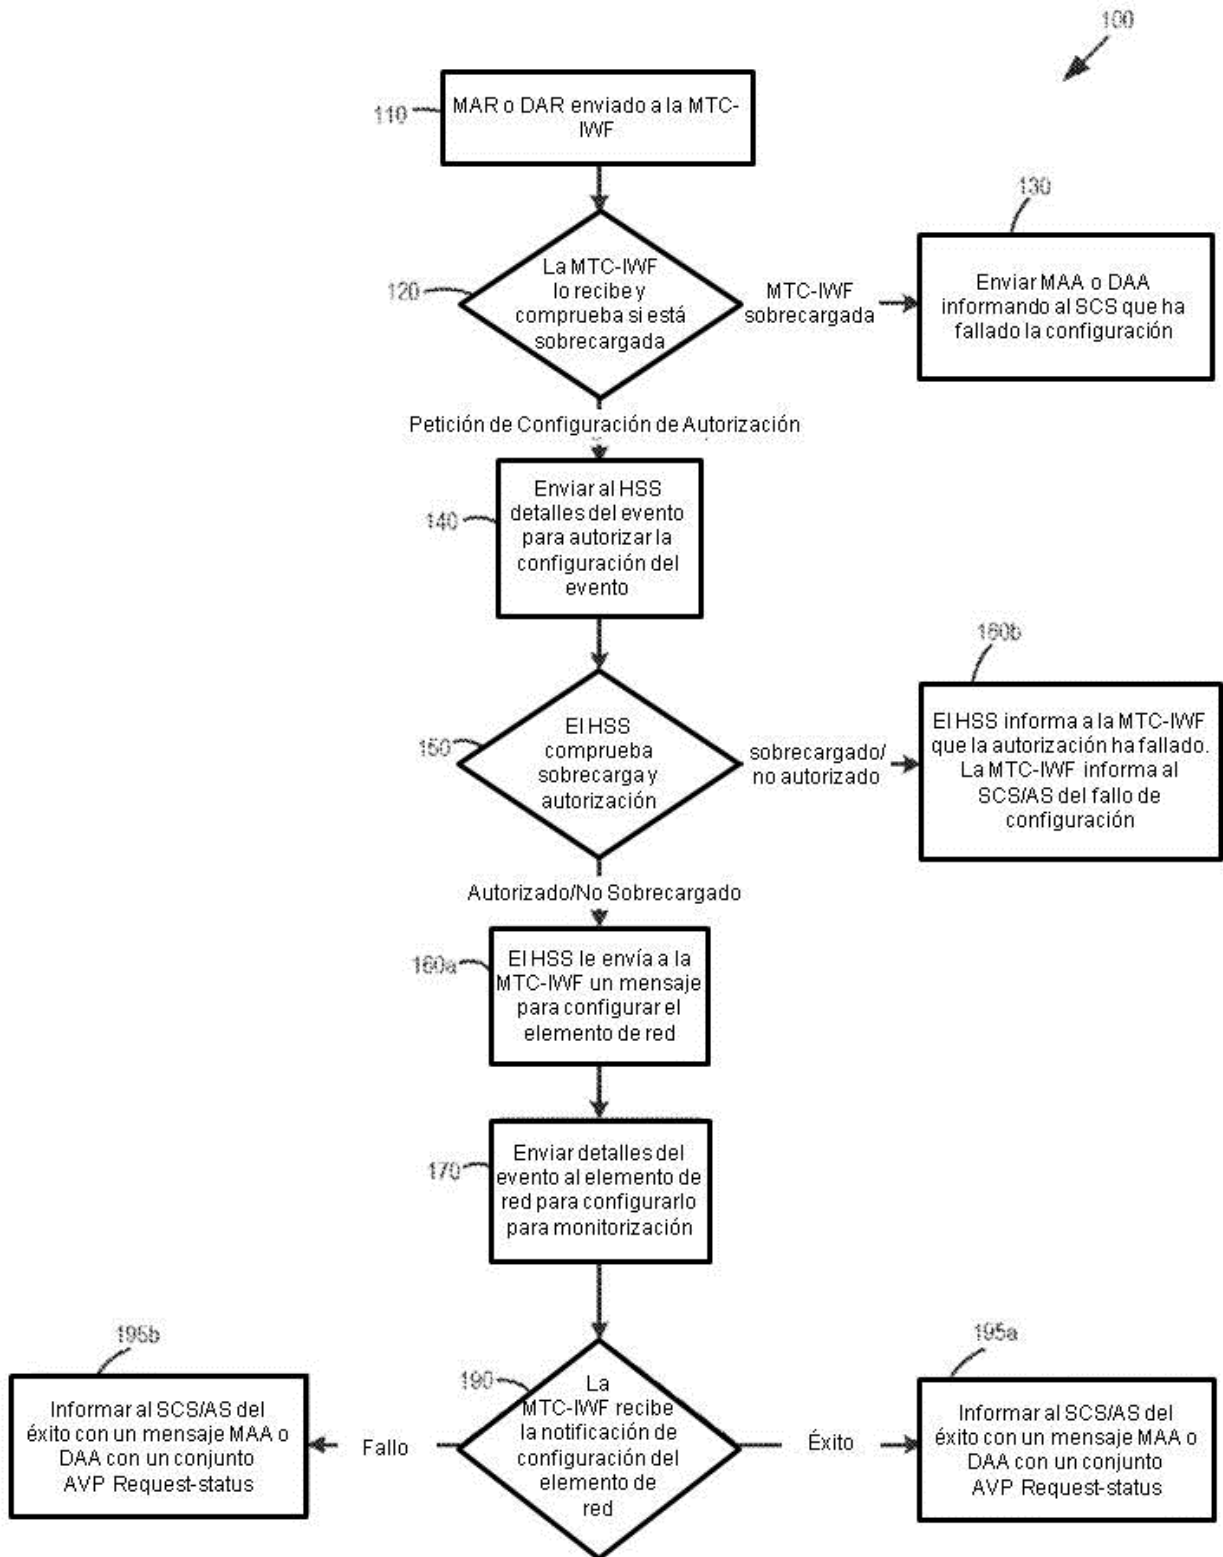 100
110
MAR o DAR enviado a la MTC-
IWF
130
120
La MTC-IWF
lo recibe y
comprueba si está
sobrecargada
MTC-IWF
sobrecargada
Enviar MAA o DAA
informando al SCS que ha
fallado la configuración
Petición de Configuración de Autorización
140
Enviar al HSS
detalles del evento
para autorizar la
configuración del
evento
160b
150
El HSS
comprueba
sobrecarga y
autorización
sobrecargado/
no autorizado
El HSS informa a la MTC-IWF
que la autorización ha fallado.
La MTC-IWF informa al
SCS/AS del fallo de
configuración
Autorizado/No Sobrecargado
160a
El HSS le envía a la
MTC-IWF un mensaje
para configurar el
elemento de red
170
Enviar detalles del
evento al elemento de
red para configurarlo
para monitorización
195b
195a
190
La
MTC-IWF recibe
la notificación de
configuración del
elemento de
red
Fallo
Éxito
Informar al SCS/AS del
éxito con un mensaje MAA o
DAA con un conjunto
AVP Request-status
Informar al SCS/AS del
éxito con un mensaje MAA o
DAA con un conjunto
AVP Request-status